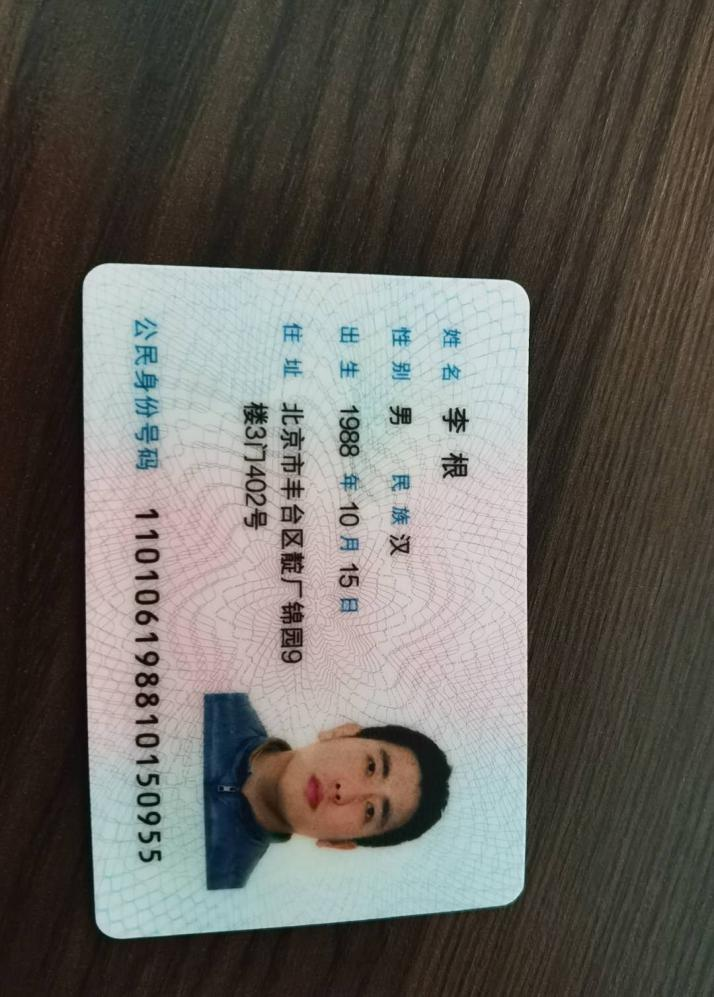 姓名 李根
性别 男 民族 汉
出生 1988 年 10 月 15 日
住址 北京市丰台区靛厂锦园9
楼3门402号
公民身份号码 110106198810150955